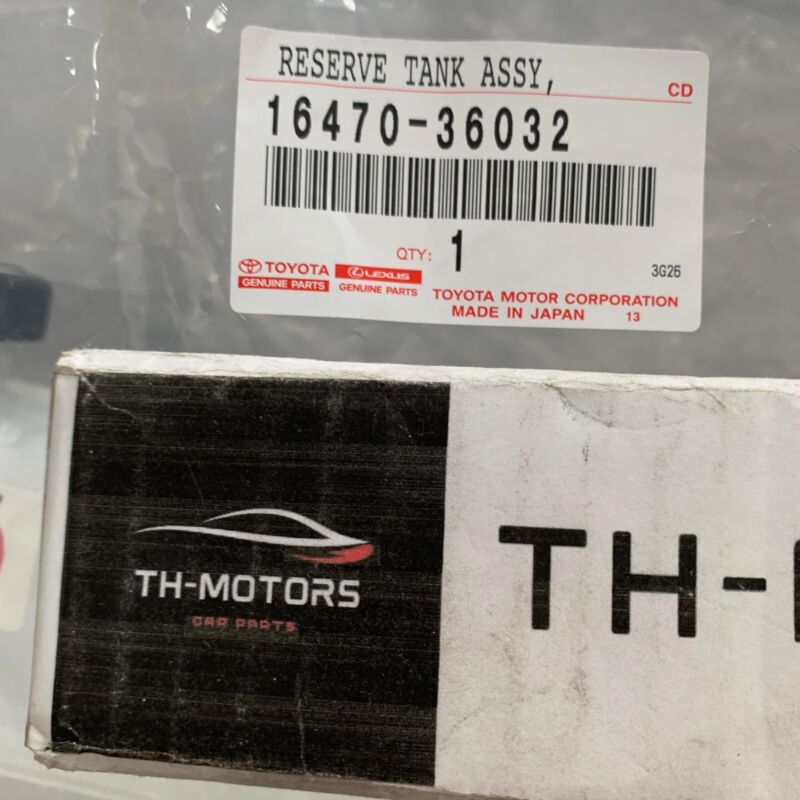 RESERVE TANK ASSY,
CD
16470-36032
QTY: 1
3G26
TOYOTA
GENUINE PARTS
LEXUS
GENUINE PARTS
TOYOTA MOTOR CORPORATION
MADE IN JAPAN 13
TH-MOTORS
CAR PARTS
TH-